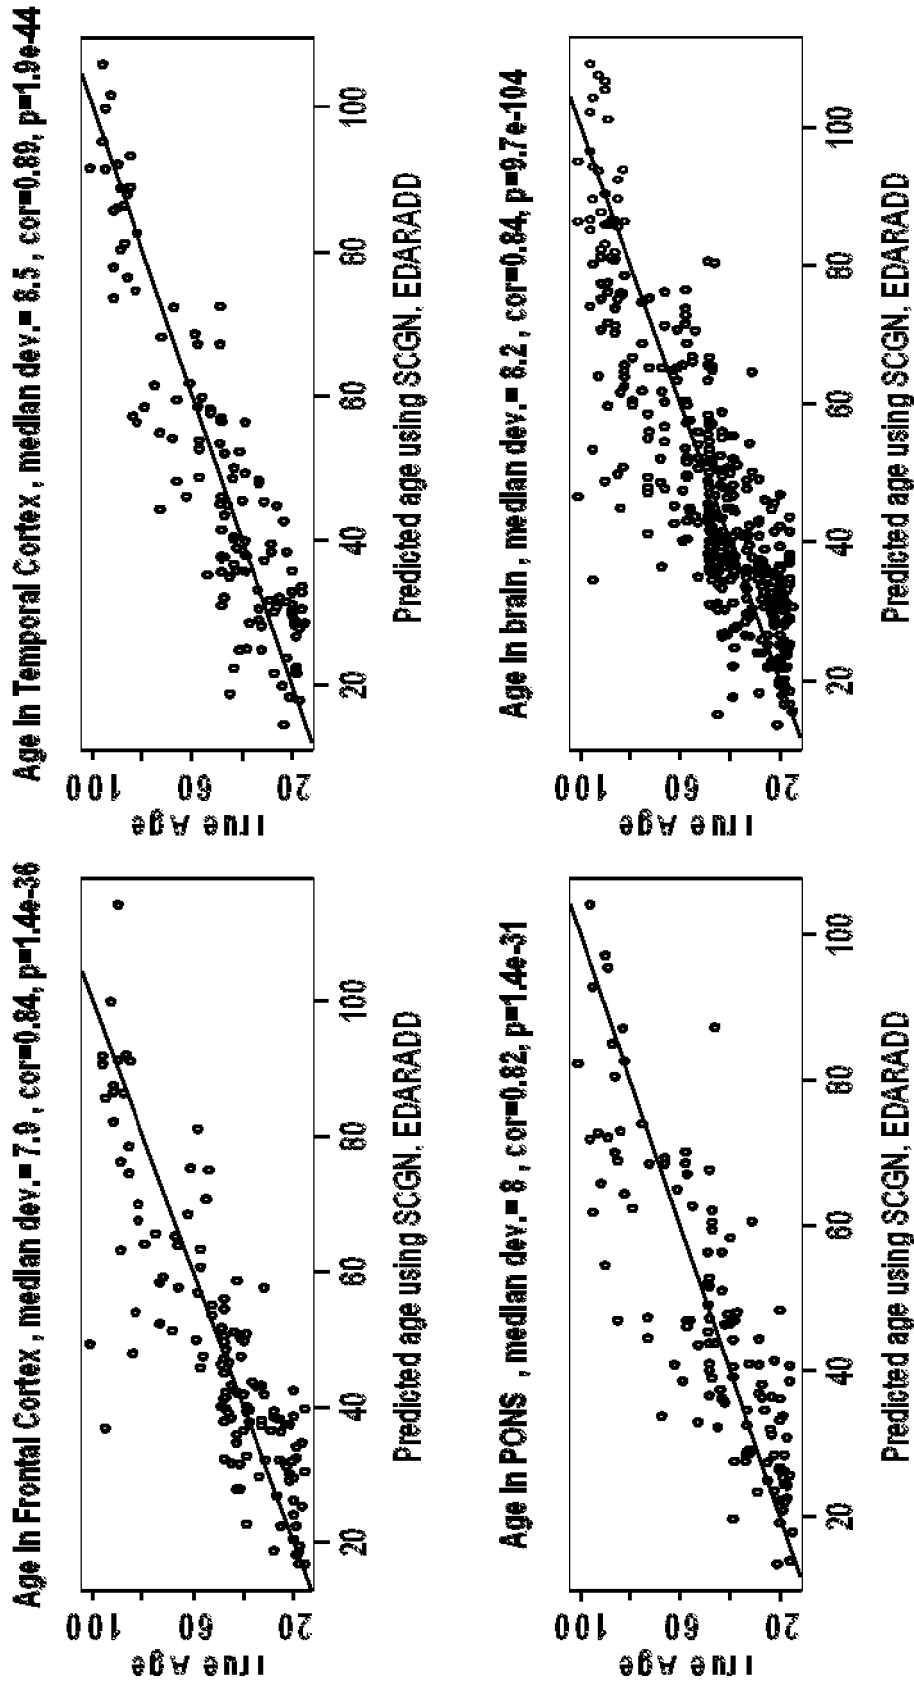 Age In Frontal Cortex , median dev.= 7.9 , cor=0.84, p=1.4e-36
True Age
100
60
20
20 40 60 80 100
Predicted age using SCGN, EDARADD
Age In Temporal Cortex , median dev.= 8.5 , cor=0.89, p=1.9e-44
True Age
100
60
20
20 40 60 80 100
Predicted age using SCGN, EDARADD
Age In PONS , median dev.= 8 , cor=0.82, p=1.4e-31
True Age
100
60
20
20 40 60 80 100
Predicted age using SCGN, EDARADD
Age In brain , median dev.= 8.2 , cor=0.84, p=9.7e-104
True Age
100
60
20
20 40 60 80 100
Predicted age using SCGN, EDARADD